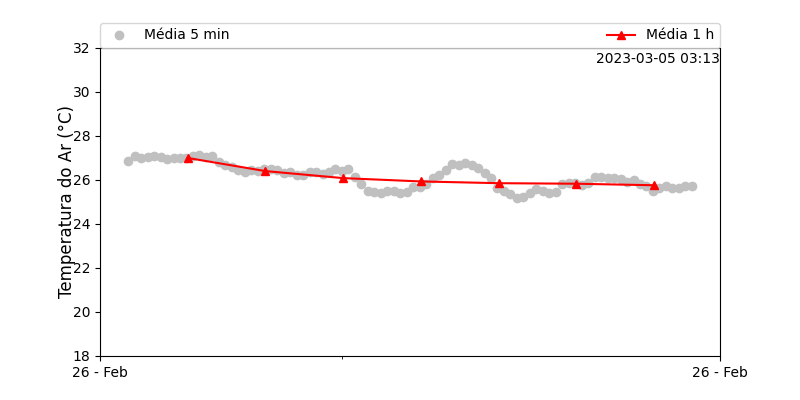 Média 5 min
Média 1 h
2023-03-05 03:13
Temperatura do Ar (°C)
32
30
28
26
24
22
20
18
26 - Feb
26 - Feb